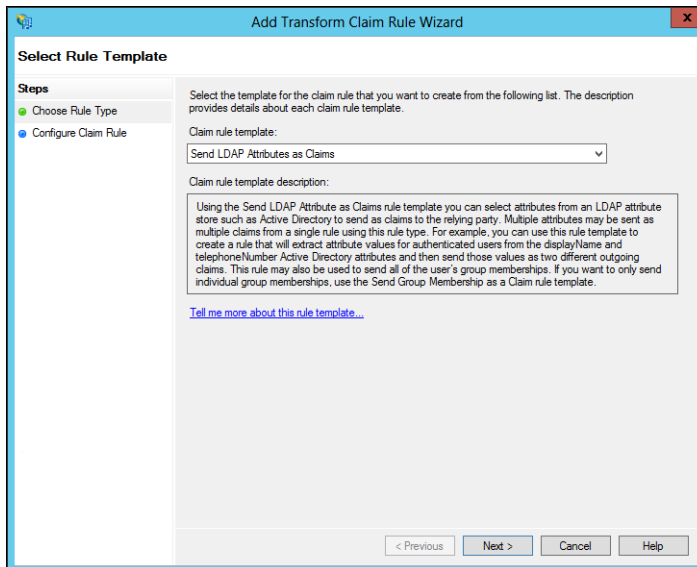 Add Transform Claim Rule Wizard
x
Select Rule Template
Steps
Choose Rule Type
Configure Claim Rule
Select the template for the claim rule that you want to create from the following list. The description
provides details about each claim rule template.
Claim rule template:
Send LDAP Attributes as Claims
Claim rule template description:
Using the Send LDAP Attribute as Claims rule template you can select attributes from an LDAP attribute
store such as Active Directory to send as claims to the relying party. Multiple attributes may be sent as
multiple claims from a single rule using this rule type. For example, you can use this rule template to
create a rule that will extract attribute values for authenticated users from the displayName and
telephoneNumber Active Directory attributes and then send those values as two different outgoing
claims. This rule may also be used to send all of the user's group memberships. If you want to only send
individual group memberships, use the Send Group Membership as a Claim rule template.
Tell me more about this rule template...
< Previous
Next >
Cancel
Help